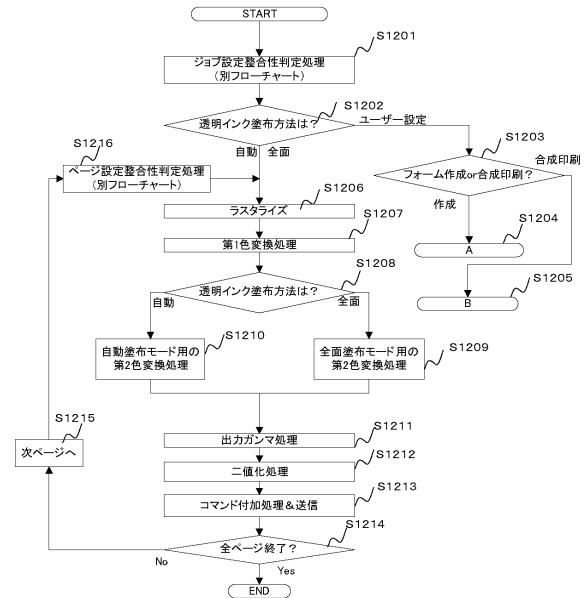 START
S1201
ジョブ設定整合性判定処理
(別フローチャート)
S1202
透明インク塗布方法は?
ユーザー設定
自動 全面
S1203
フォーム作成or合成印刷?
合成印刷
作成
S1204
A
S1205
B
S1216
ページ設定整合性判定処理
(別フローチャート)
S1206
ラスタライズ
S1207
第1色変換処理
S1208
透明インク塗布方法は?
自動
全面
S1210
自動塗布モード用の
第2色変換処理
S1209
全面塗布モード用の
第2色変換処理
S1211
出力ガンマ処理
S1212
二値化処理
S1213
コマンド付加処理&送信
S1214
全ページ終了?
S1215
次ページへ
No
Yes
END